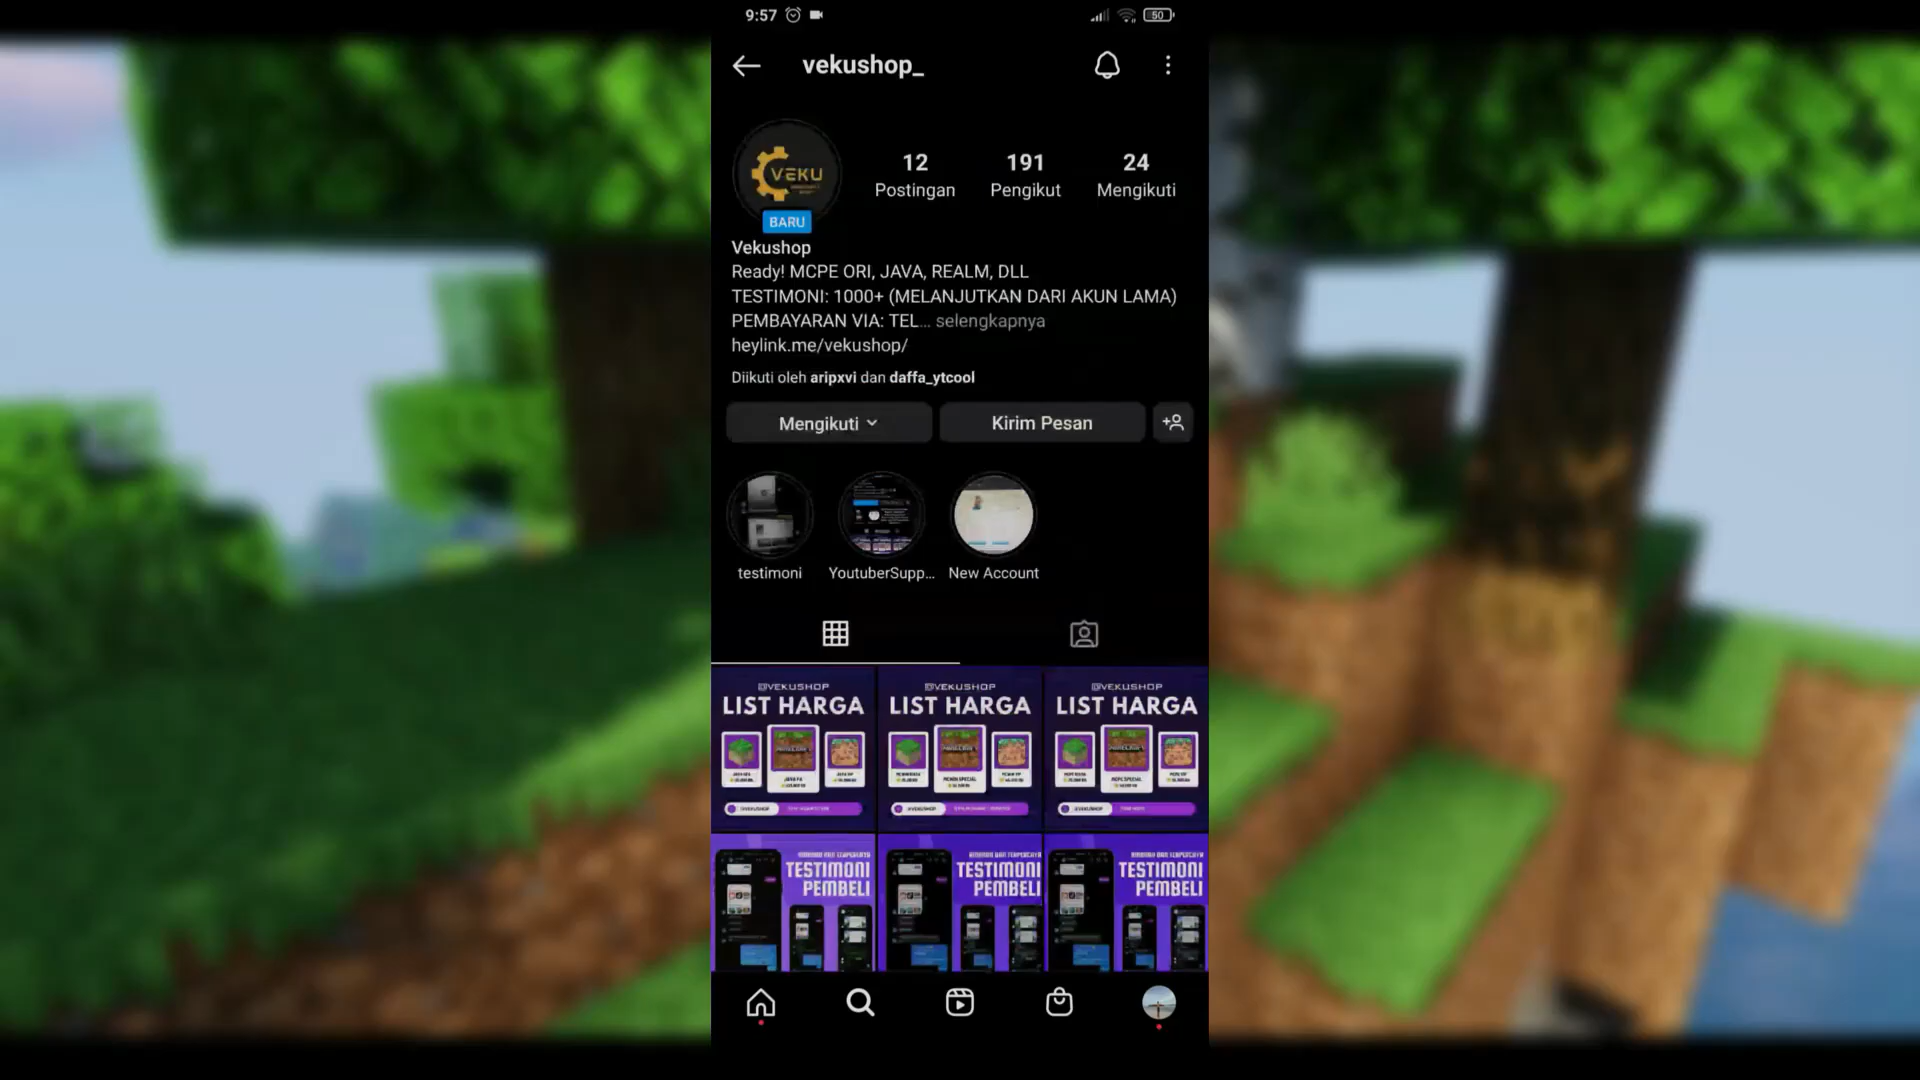 9:57
50
vekushop_
VEKU
BARU
12
Postingan
191
Pengikut
24
Mengikuti
Vekushop
Ready! MCPE ORI, JAVA, REALM, DLL
TESTIMONI: 1000+ (MELANJUTKAN DARI AKUN LAMA)
PEMBAYARAN VIA: TEL... selengkapnya
heylink.me/vekushop/
Diikuti oleh aripxvi dan daffa_ytcool
Mengikuti
Kirim Pesan
testimoni
YoutuberSupp...
New Account
@VEKUSHOP
LIST HARGA
@VEKUSHOP
@VEKUSHOP
LIST HARGA
@VEKUSHOP
@VEKUSHOP
LIST HARGA
@VEKUSHOP
TESTIMONI
PEMBELI
TESTIMONI
PEMBELI
TESTIMONI
PEMBELI